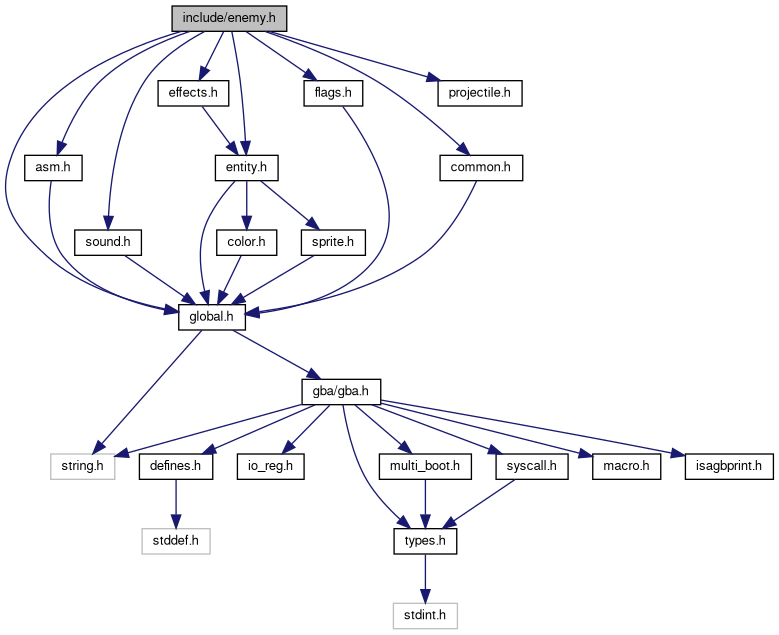 include/enemy.h
effects.h
flags.h
projectile.h
asm.h
entity.h
common.h
sound.h
color.h
sprite.h
global.h
gba/gba.h
string.h
defines.h
io_reg.h
multi_boot.h
syscall.h
macro.h
isagbprint.h
stddef.h
types.h
stdint.h